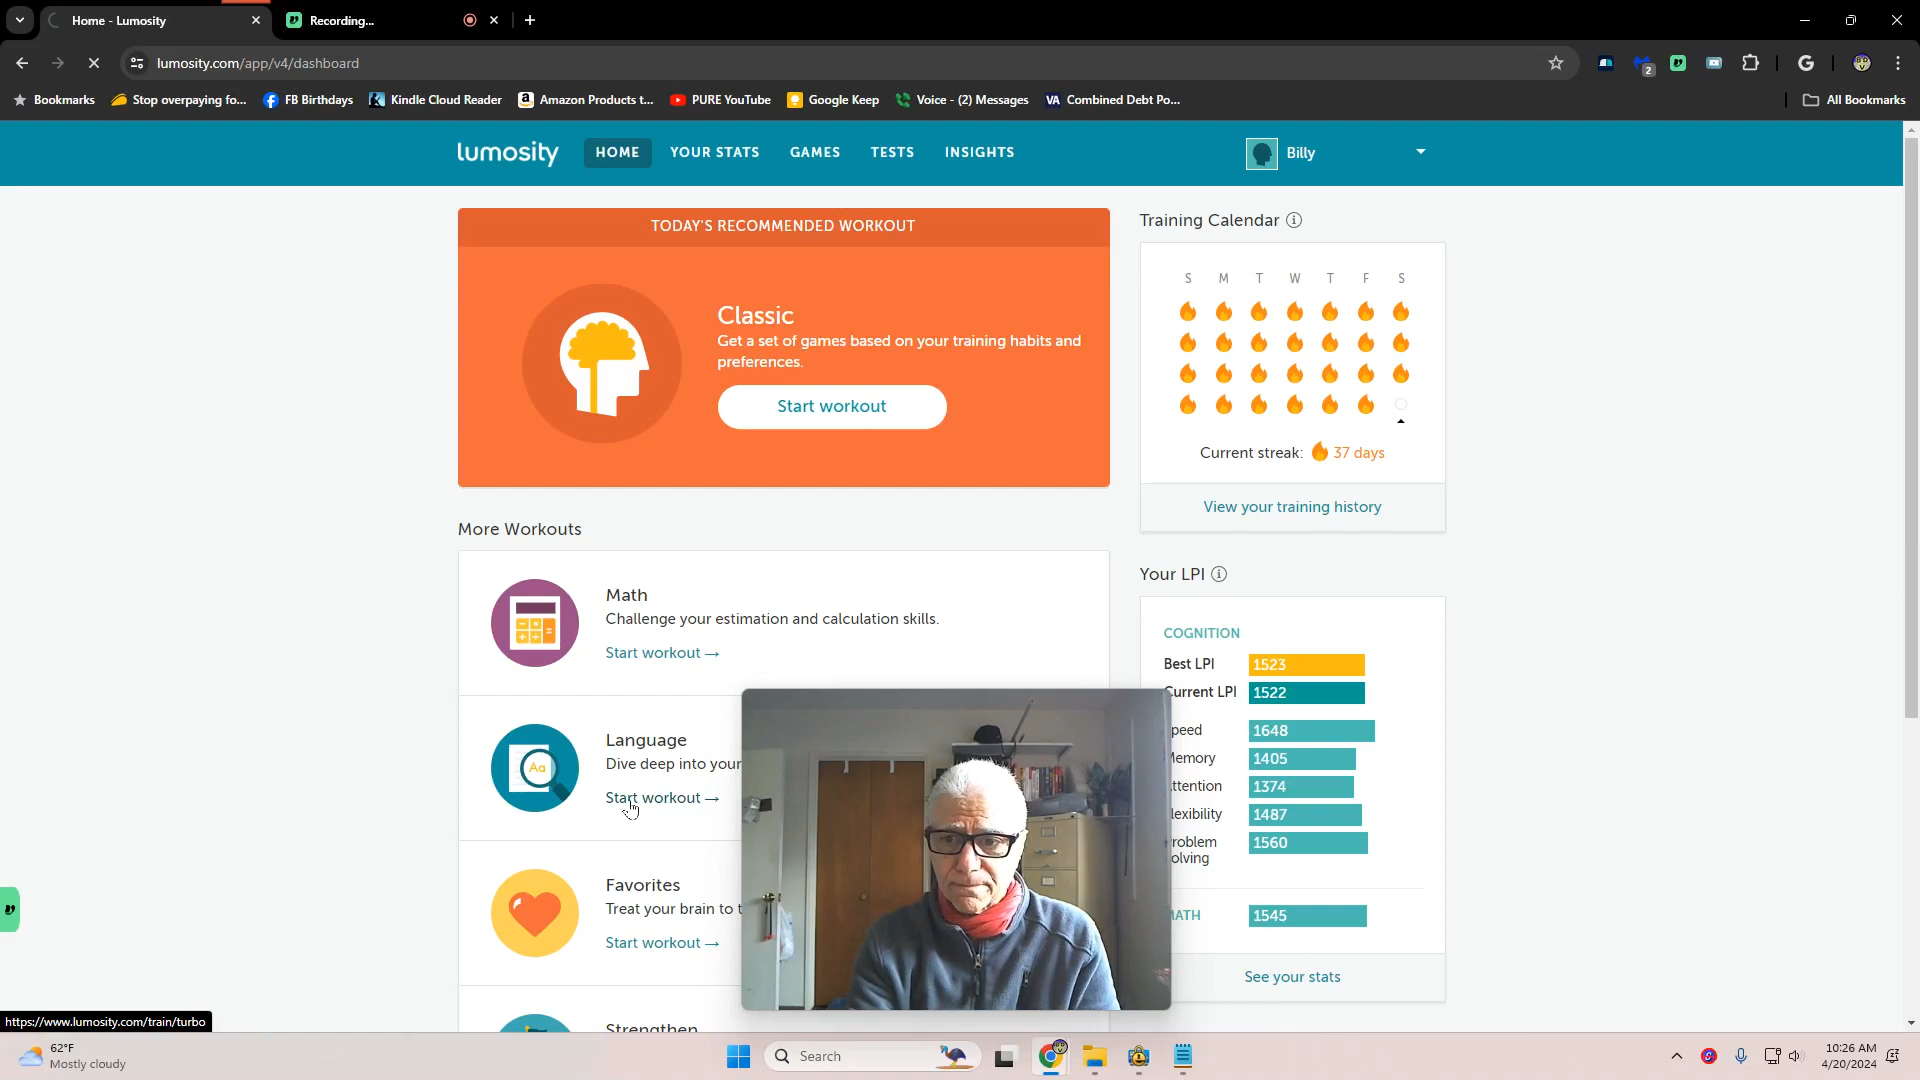 Home - Lumosity
Recording...
lumosity.com/app/v4/dashboard
2
G
Bookmarks
Stop overpaying fo...
FB Birthdays
Kindle Cloud Reader
Amazon Products t...
PURE YouTube
Google Keep
Voice - (2) Messages
VA Combined Debt Po...
All Bookmarks
lumosity
HOME
YOUR STATS
GAMES
TESTS
INSIGHTS
Billy
TODAY'S RECOMMENDED WORKOUT
Classic
Get a set of games based on your training habits and
preferences.
Start workout
Training Calendar
S M T W T F S
Current streak: 37 days
View your training history
More Workouts
Math
Challenge your estimation and calculation skills.
Start workout →
Language
Dive deep into your
Start workout →
Aa
Favorites
Treat your brain to t
Start workout →
Strengthen
Your LPI
COGNITION
Best LPI 1523
Current LPI 1522
peed 1648
Memory 1405
ttention 1374
lexibility 1487
roblem 1560
olving
MATH 1545
See your stats
https://www.lumosity.com/train/turbo
62°F
Mostly cloudy
Search
10:26 AM
4/20/2024